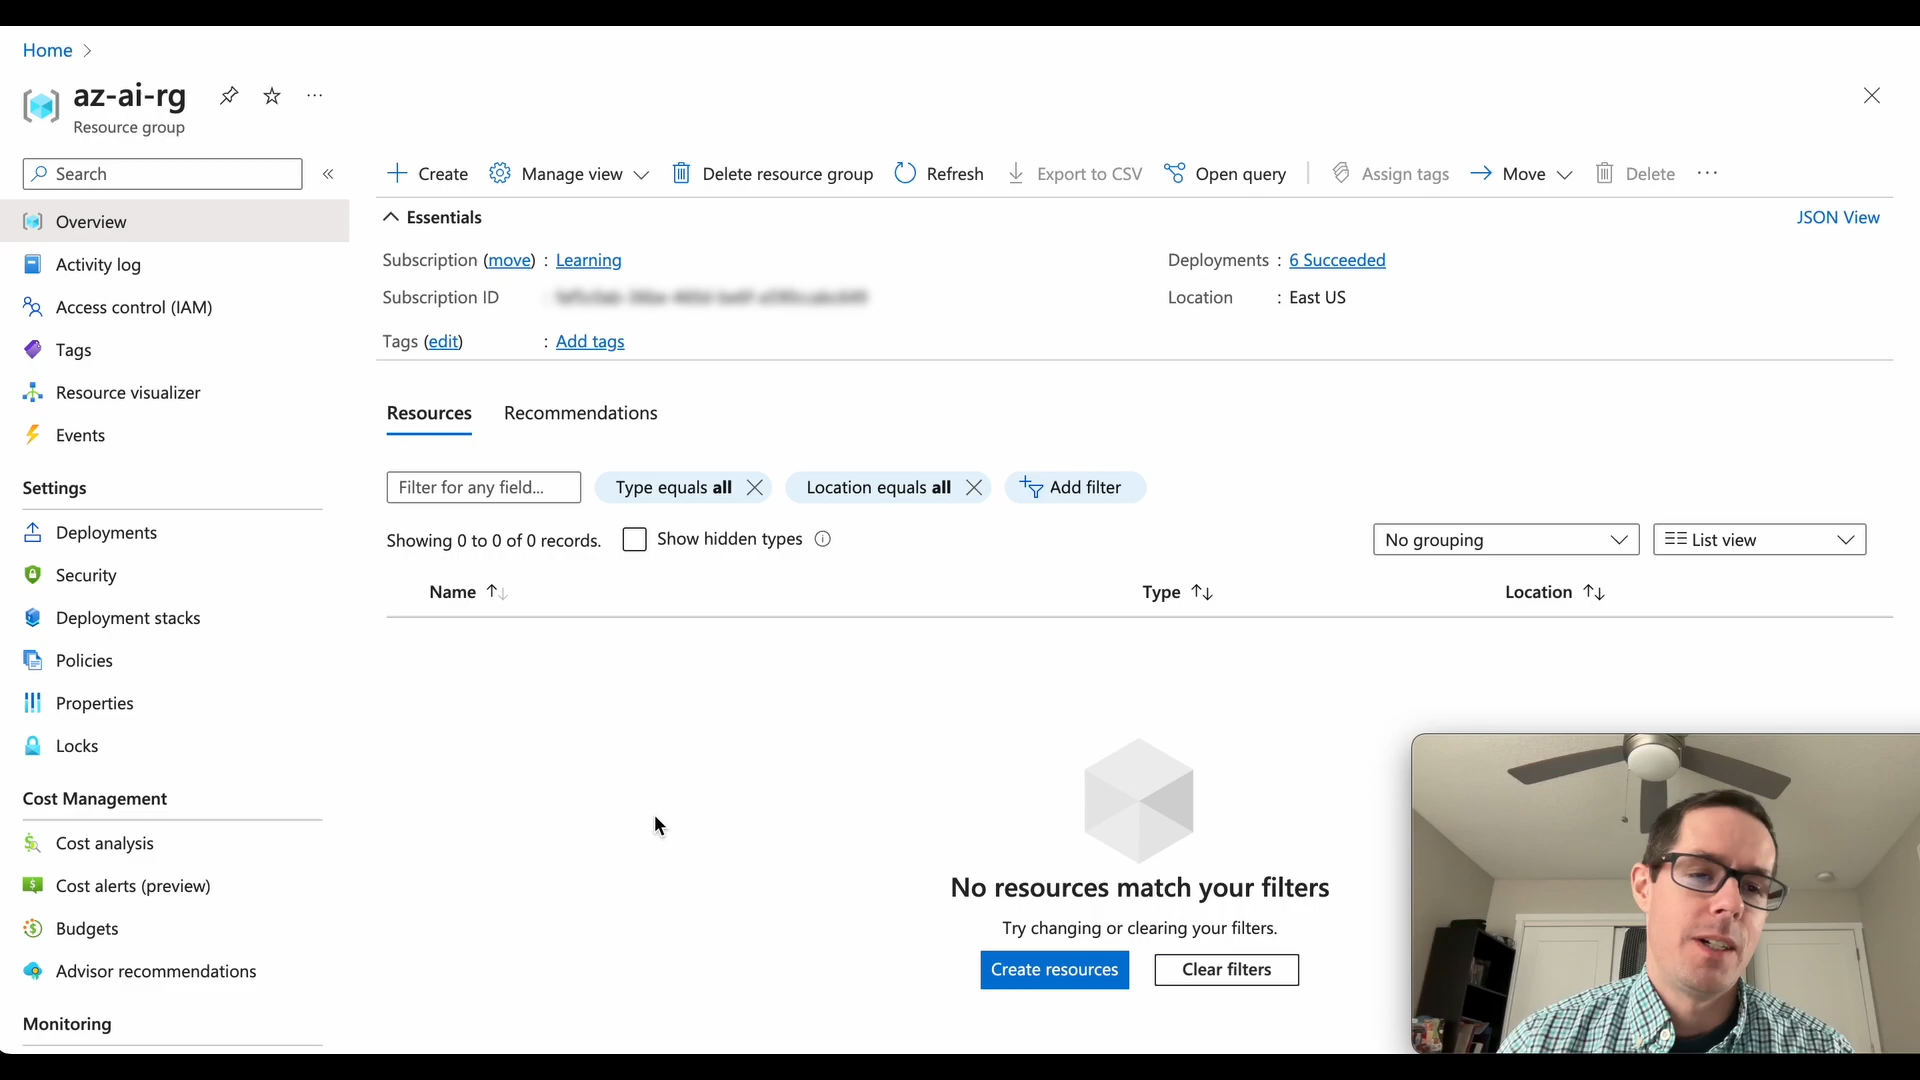 Home
az-ai-rg
Resource group
Search
Create
Manage view
Delete resource group
Refresh
Export to CSV
Open query
Assign tags
Move
Delete
Overview
Activity log
Access control (IAM)
Tags
Resource visualizer
Events
Settings
Deployments
Security
Deployment stacks
Policies
Properties
Locks
Cost Management
Cost analysis
Cost alerts (preview)
Budgets
Advisor recommendations
Monitoring
Essentials
JSON View
Subscription (move) : Learning
Deployments : 6 Succeeded
Subscription ID
Location : East US
Tags (edit) : Add tags
Resources
Recommendations
Filter for any field...
Type equals all
Location equals all
Add filter
Showing 0 to 0 of 0 records.
Show hidden types
No grouping
List view
Name
Type
Location
No resources match your filters
Try changing or clearing your filters.
Create resources
Clear filters